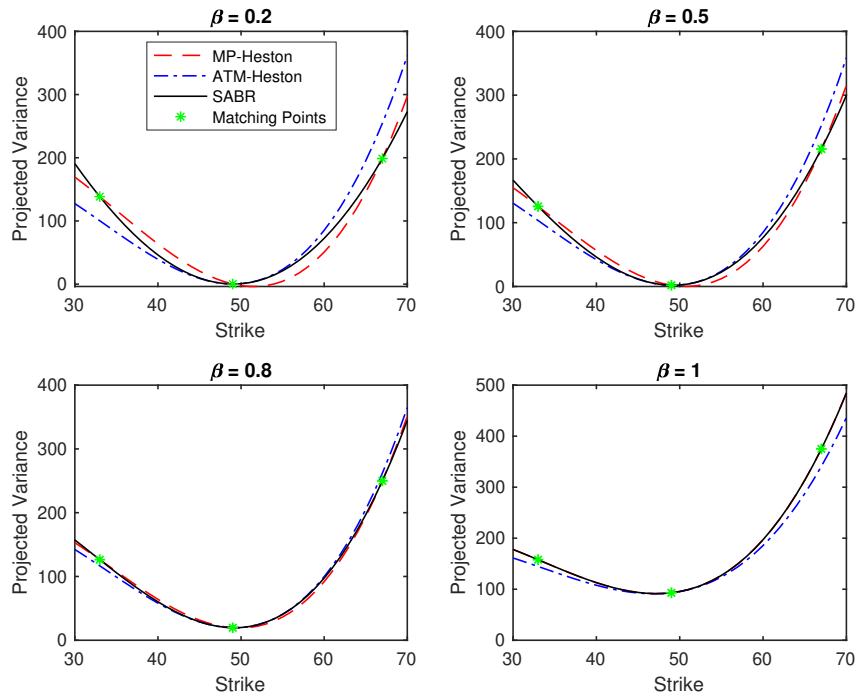 β = 0.2
400
300
200
100
0
30 40 50 60 70
Projected Variance
Strike
MP-Heston
ATM-Heston
SABR
Matching Points
β = 0.5
400
300
200
100
0
30 40 50 60 70
Projected Variance
Strike
β = 0.8
400
300
200
100
0
30 40 50 60 70
Projected Variance
Strike
β = 1
500
400
300
200
100
0
30 40 50 60 70
Projected Variance
Strike